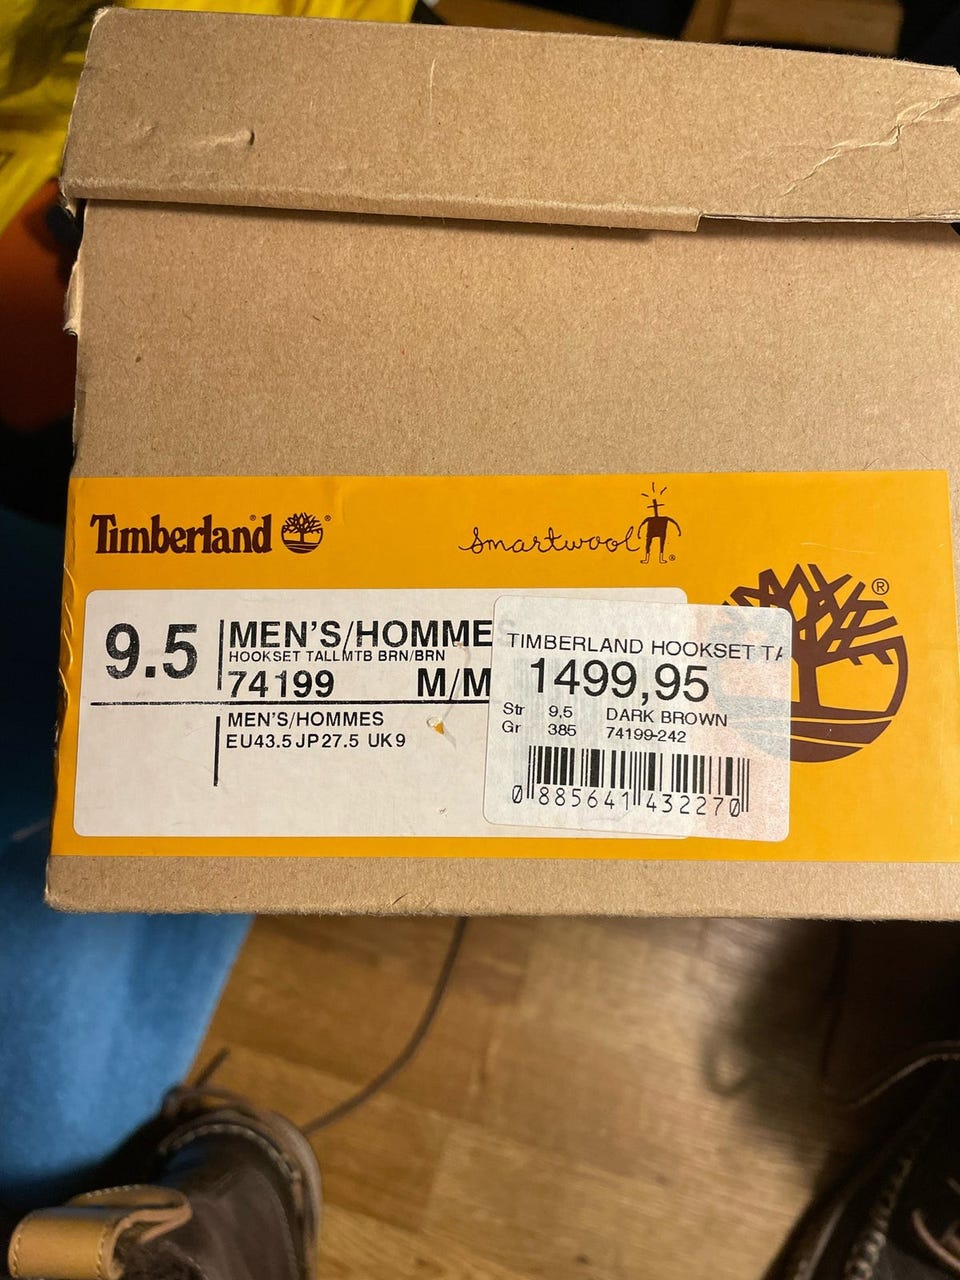 Timberland®
smartwool®
9.5
MEN'S/HOMME
HOOKSET TALLMTB BRN/BRN
74199 M/M
MEN'S/HOMMES
EU43.5 JP27.5 UK9
TIMBERLAND HOOKSET TA
1499,95
Str 9,5 DARK BROWN
Gr 385 74199-242
0 885641 432270
®